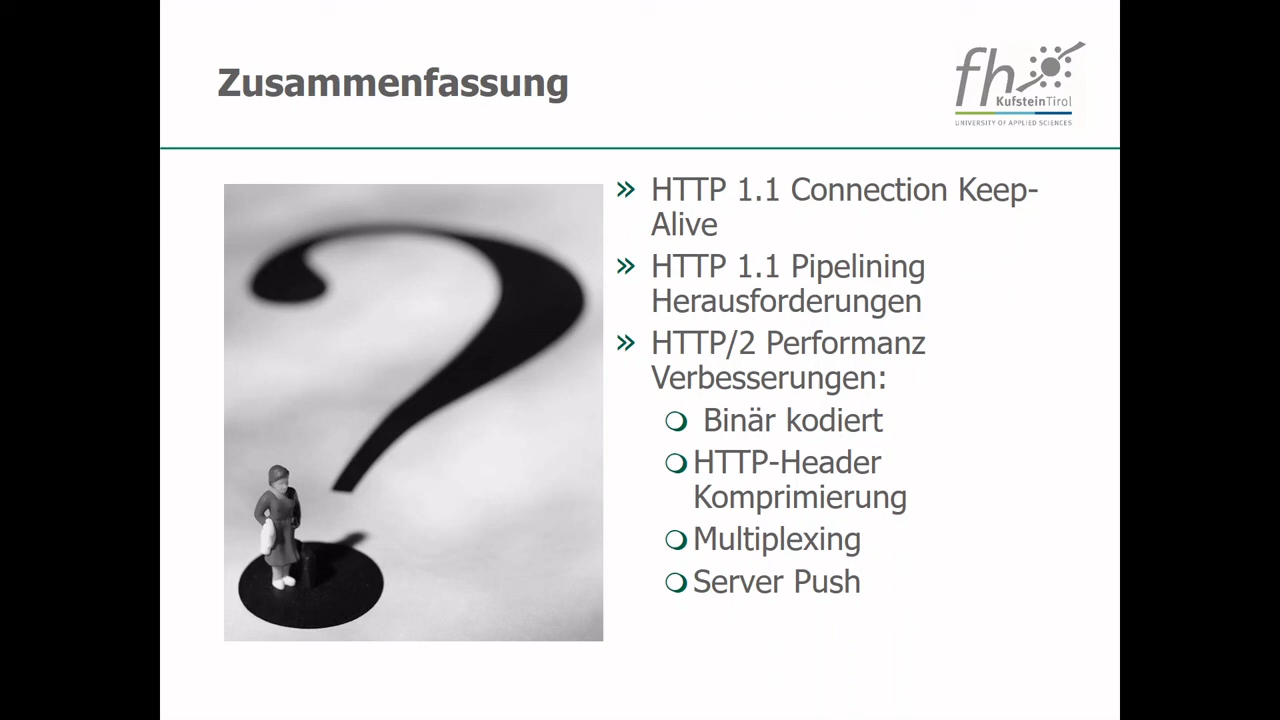 Zusammenfassung
fh
KufsteinTirol
UNIVERSITY OF APPLIED SCIENCES
» HTTP 1.1 Connection Keep-
Alive
» HTTP 1.1 Pipelining
Herausforderungen
» HTTP/2 Performanz
Verbesserungen:
Binär kodiert
HTTP-Header
Komprimierung
Multiplexing
Server Push
?